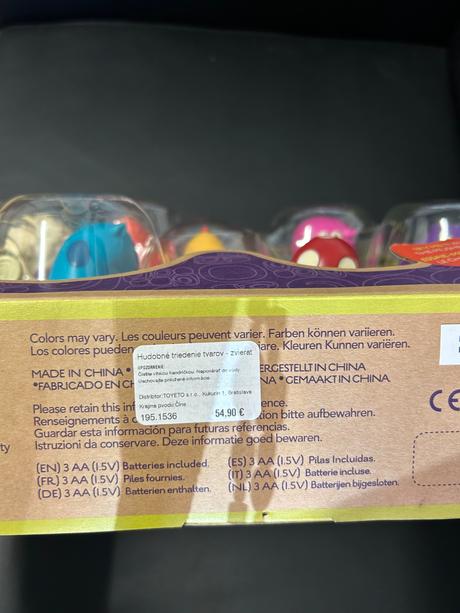 Colors may vary. Les couleurs peuvent varier. Farben können variieren.
Los colores pueden iare. Kleuren Kunnen variëren.
Hudobné triedenie tvarov - zvierat
UPOZORNENIE:
Čistite vlhkou handričkou. Neponárať do vody.
Uschovajte priložené informácie.
Distribútor: TOYETO s.r.o., Kukuričná 1, Bratislava
Krajina pôvodu: Čína
195.1536 54,90 €
MADE IN CHINA • ERGESTELLT IN CHINA
*FABRICADO EN CH NA * GEMAAKT IN CHINA
Please retain this inf ence.
Renseignements à c ion bitte aufbewahren.
Guardar esta información para futuras referencias.
Istruzioni da conservare. Deze informatie goed bewaren.
ty
(EN) 3 AA (1.5V) Batteries included. (ES) 3 AA (1.5V) Pilas Incluidas.
(FR) 3 AA (1.5V) Piles fournies. (IT) 3 AA (1.5V) Batterie incluse.
(DE) 3 AA (1.5V) Batterien enthalten. (NL) 3 AA (1.5V) Batterijen bijgesloten.
CE